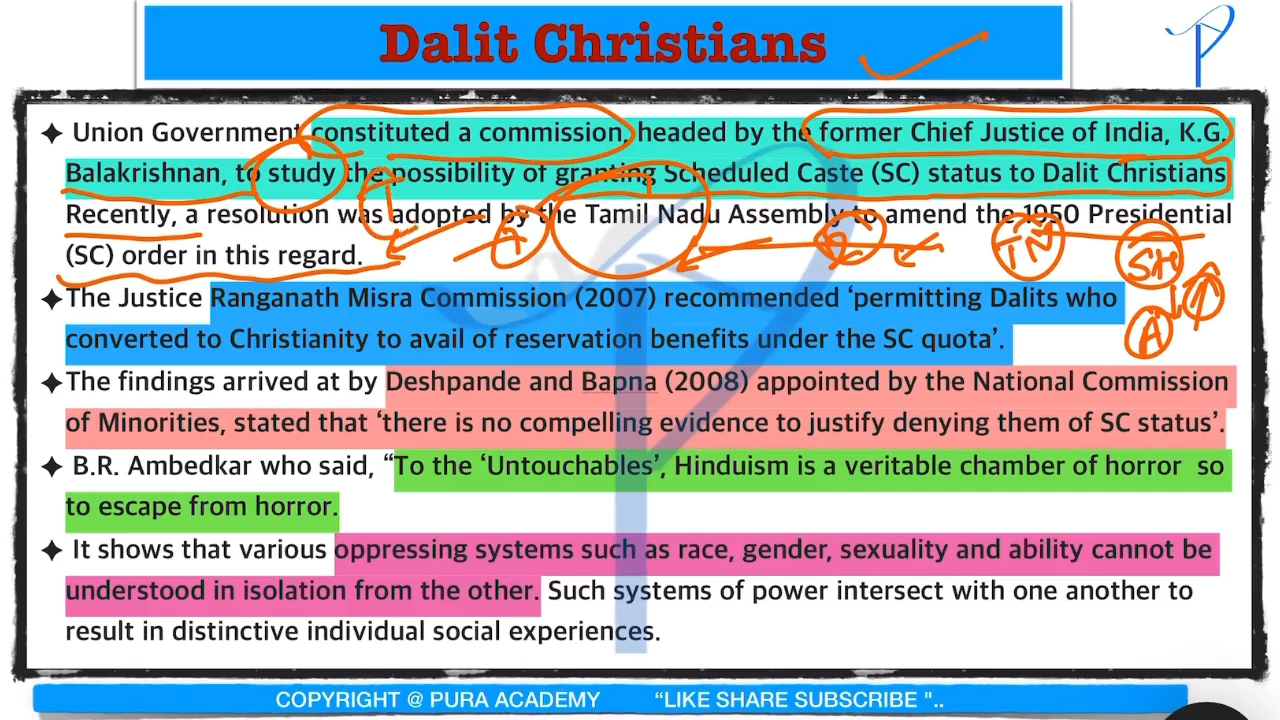 Dalit Christians
✦ Union Government constituted a commission, headed by the former Chief Justice of India, K.G.
Balakrishnan, to study the possibility of granting Scheduled Caste (SC) status to Dalit Christians
Recently, a resolution was adopted by the Tamil Nadu Assembly to amend the 1950 Presidential
(SC) order in this regard.
TN
SH
A
✦ The Justice Ranganath Misra Commission (2007) recommended ‘permitting Dalits who
converted to Christianity to avail of reservation benefits under the SC quota’.
✦ The findings arrived at by Deshpande and Bapna (2008) appointed by the National Commission
of Minorities, stated that ‘there is no compelling evidence to justify denying them of SC status’.
✦ B.R. Ambedkar who said, “To the ‘Untouchables’, Hinduism is a veritable chamber of horror so
to escape from horror.
✦ It shows that various oppressing systems such as race, gender, sexuality and ability cannot be
understood in isolation from the other. Such systems of power intersect with one another to
result in distinctive individual social experiences.
COPYRIGHT @ PURA ACADEMY “LIKE SHARE SUBSCRIBE "..